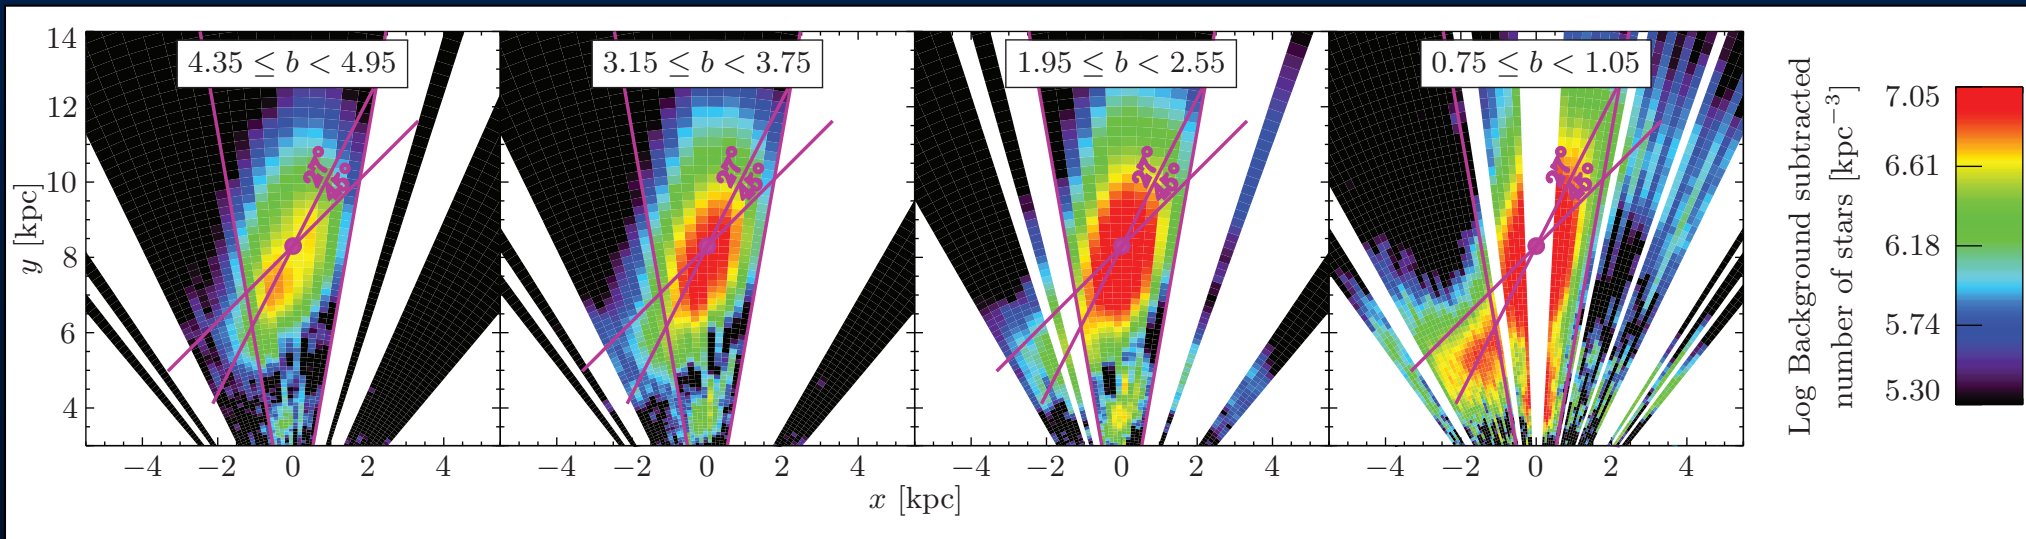 4.35 ≤ b < 4.95
3.15 ≤ b < 3.75
1.95 ≤ b < 2.55
0.75 ≤ b < 1.05
14
12
10
8
6
4
y [kpc]
27°
45°
27°
45°
27°
45°
27°
45°
−4 −2 0 2 4
−4 −2 0 2 4
−4 −2 0 2 4
−4 −2 0 2 4
x [kpc]
Log Background subtracted
number of stars [kpc⁻³]
7.05
6.61
6.18
5.74
5.30